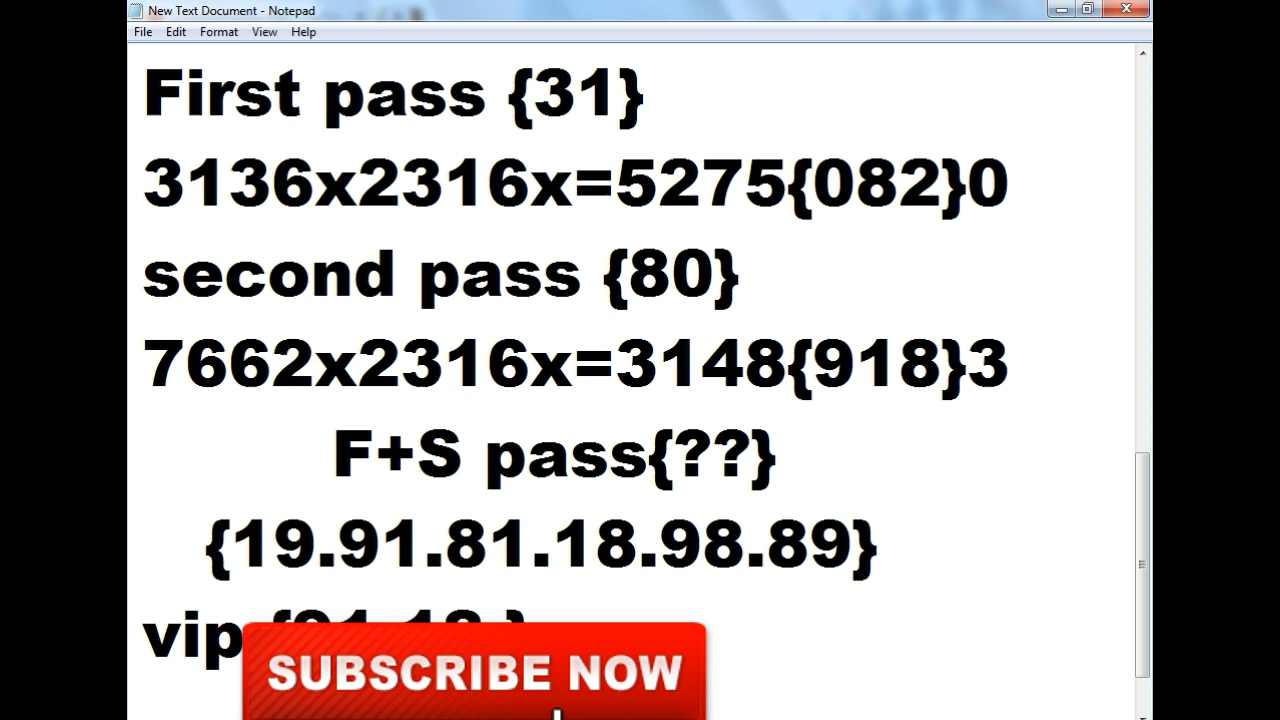 New Text Document - Notepad
File Edit Format View Help
First pass {31}
3136x2316x=5275{082}0
second pass {80}
7662x2316x=3148{918}3
F+S pass{??}
{19.91.81.18.98.89}
vip
SUBSCRIBE NOW